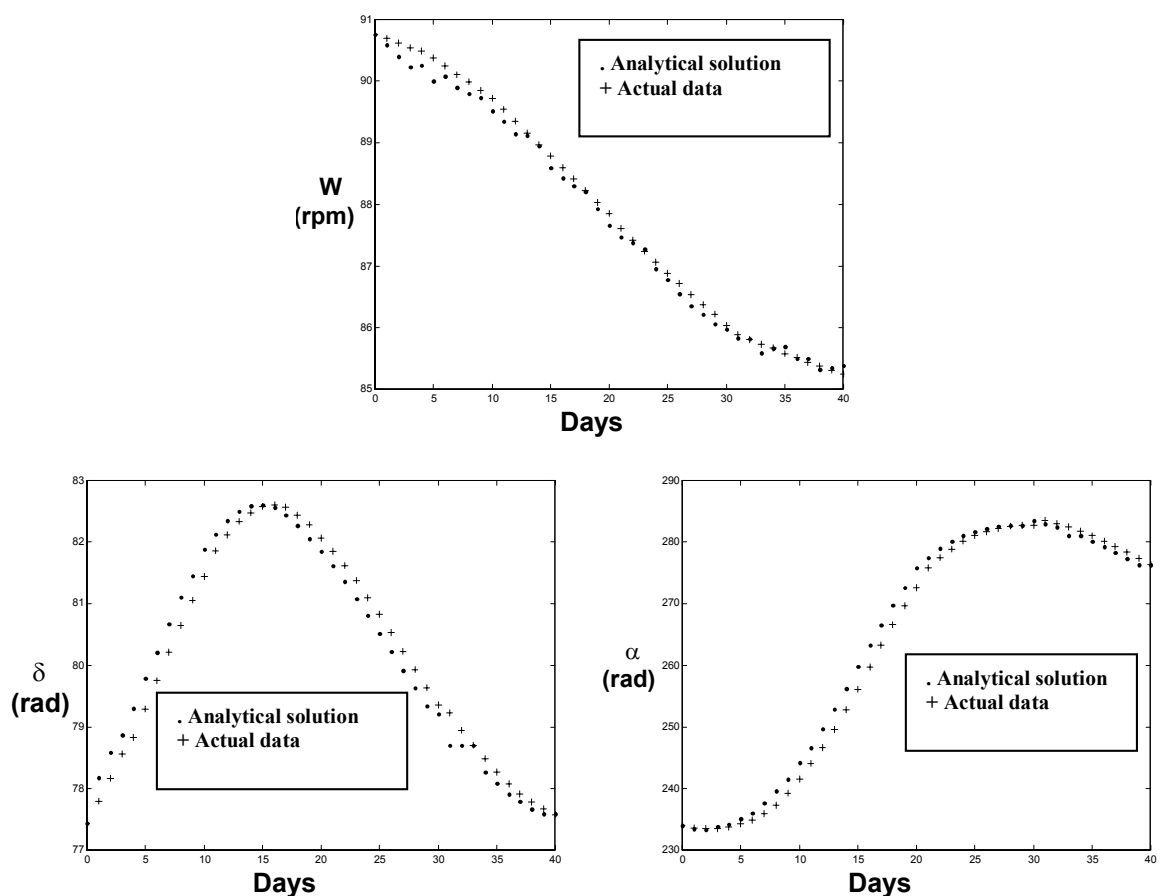 91
90
89
88
87
86
85
W
(rpm)
. Analytical solution
+ Actual data
0 5 10 15 20 25 30 35 40
Days
83
82
81
80
79
78
77
δ
(rad)
. Analytical solution
+ Actual data
0 5 10 15 20 25 30 35 40
Days
290
280
270
260
250
240
230
α
(rad)
. Analytical solution
+ Actual data
0 5 10 15 20 25 30 35 40
Days